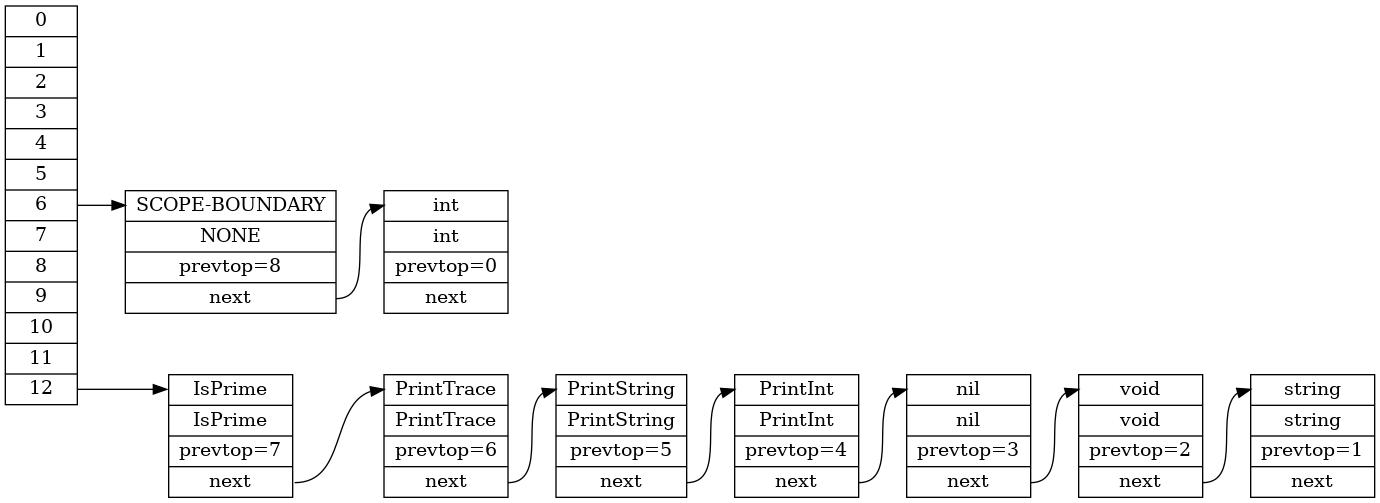 0
1
2
3
4
5
6
7
8
9
10
11
12
SCOPE-BOUNDARY
NONE
prevtop=8
next
int
int
prevtop=0
next
IsPrime
IsPrime
prevtop=7
next
PrintTrace
PrintTrace
prevtop=6
next
PrintString
PrintString
prevtop=5
next
PrintInt
PrintInt
prevtop=4
next
nil
nil
prevtop=3
next
void
void
prevtop=2
next
string
string
prevtop=1
next